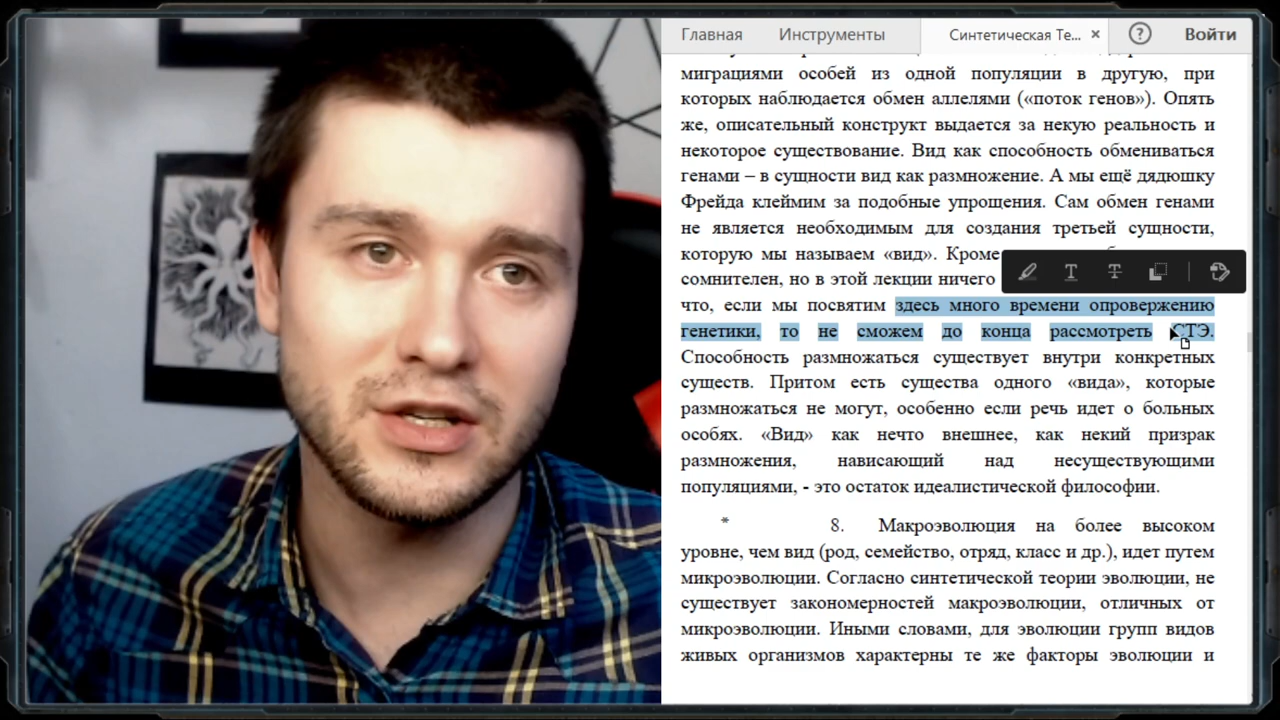 Главная Инструменты Синтетическая Те... × ? Войти
миграциями особей из одной популяции в другую, при
которых наблюдается обмен аллелями («поток генов»). Опять
же, описательный конструкт выдается за некую реальность и
некоторое существование. Вид как способность обмениваться
генами – в сущности вид как размножение. А мы ещё дядюшку
Фрейда клеймим за подобные упрощения. Сам обмен генами
не является необходимым для создания третьей сущности,
которую мы называем «вид». Кроме
сомнителен, но в этой лекции ничего
что, если мы посвятим здесь много времени опровержению
генетики, то не сможем до конца рассмотреть СТЭ.
Способность размножаться существует внутри конкретных
существ. Притом есть существа одного «вида», которые
размножаться не могут, особенно если речь идет о больных
особях. «Вид» как нечто внешнее, как некий призрак
размножения, нависающий над несуществующими
популяциями, - это остаток идеалистической философии.
* 8. Макроэволюция на более высоком
уровне, чем вид (род, семейство, отряд, класс и др.), идет путем
микроэволюции. Согласно синтетической теории эволюции, не
существует закономерностей макроэволюции, отличных от
микроэволюции. Иными словами, для эволюции групп видов
живых организмов характерны те же факторы эволюции и